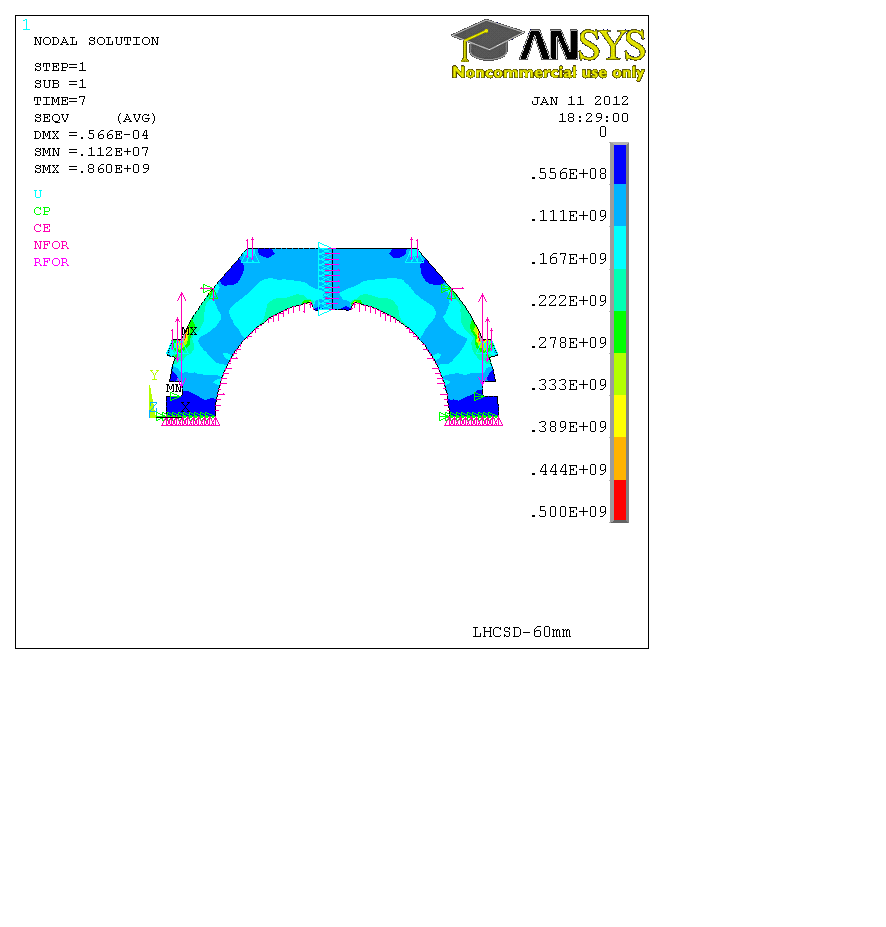 1
NODAL SOLUTION
STEP=1
SUB =1
TIME=7
SEQV (AVG)
DMX =.566E-04
SMN =.112E+07
SMX =.860E+09
U
CP
CE
NFOR
RFOR
ANSYS
Noncommercial use only
JAN 11 2012
18:29:00
0
.556E+08
.111E+09
.167E+09
.222E+09
.278E+09
.333E+09
.389E+09
.444E+09
.500E+09
MX
MN
Y
Z
X
LHCSD-60mm